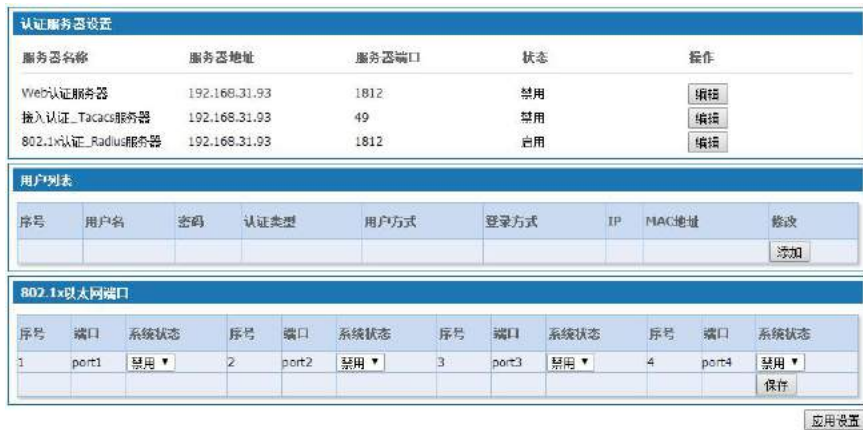 认证服务器设置
服务器名称 服务器地址 服务器端口 状态 操作
Web认证服务器 192.168.31.93 1812 禁用 编辑
接入认证_Tacacs服务器 192.168.31.93 49 禁用 编辑
802.1x认证_Radius服务器 192.168.31.93 1812 启用 编辑
用户列表
序号 用户名 密码 认证类型 用户方式 登录方式 IP MAC地址 修改
添加
802.1x以太网端口
序号 端口 系统状态 序号 端口 系统状态 序号 端口 系统状态 序号 端口 系统状态
1 port1 禁用 2 port2 禁用 3 port3 禁用 4 port4 禁用
保存
应用设置